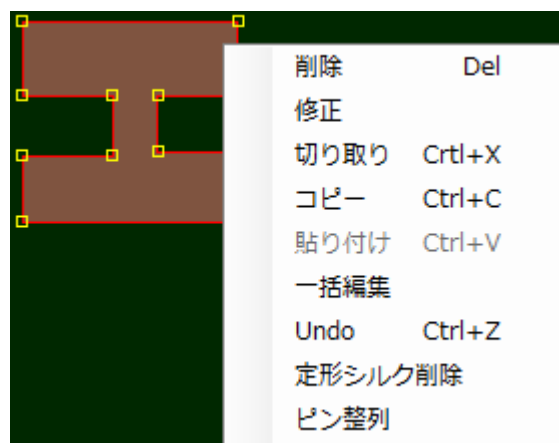 削除 Del
修正
切り取り Crtl+X
コピー Ctrl+C
貼り付け Ctrl+V
一括編集
Undo Ctrl+Z
定形シルク削除
ピン整列